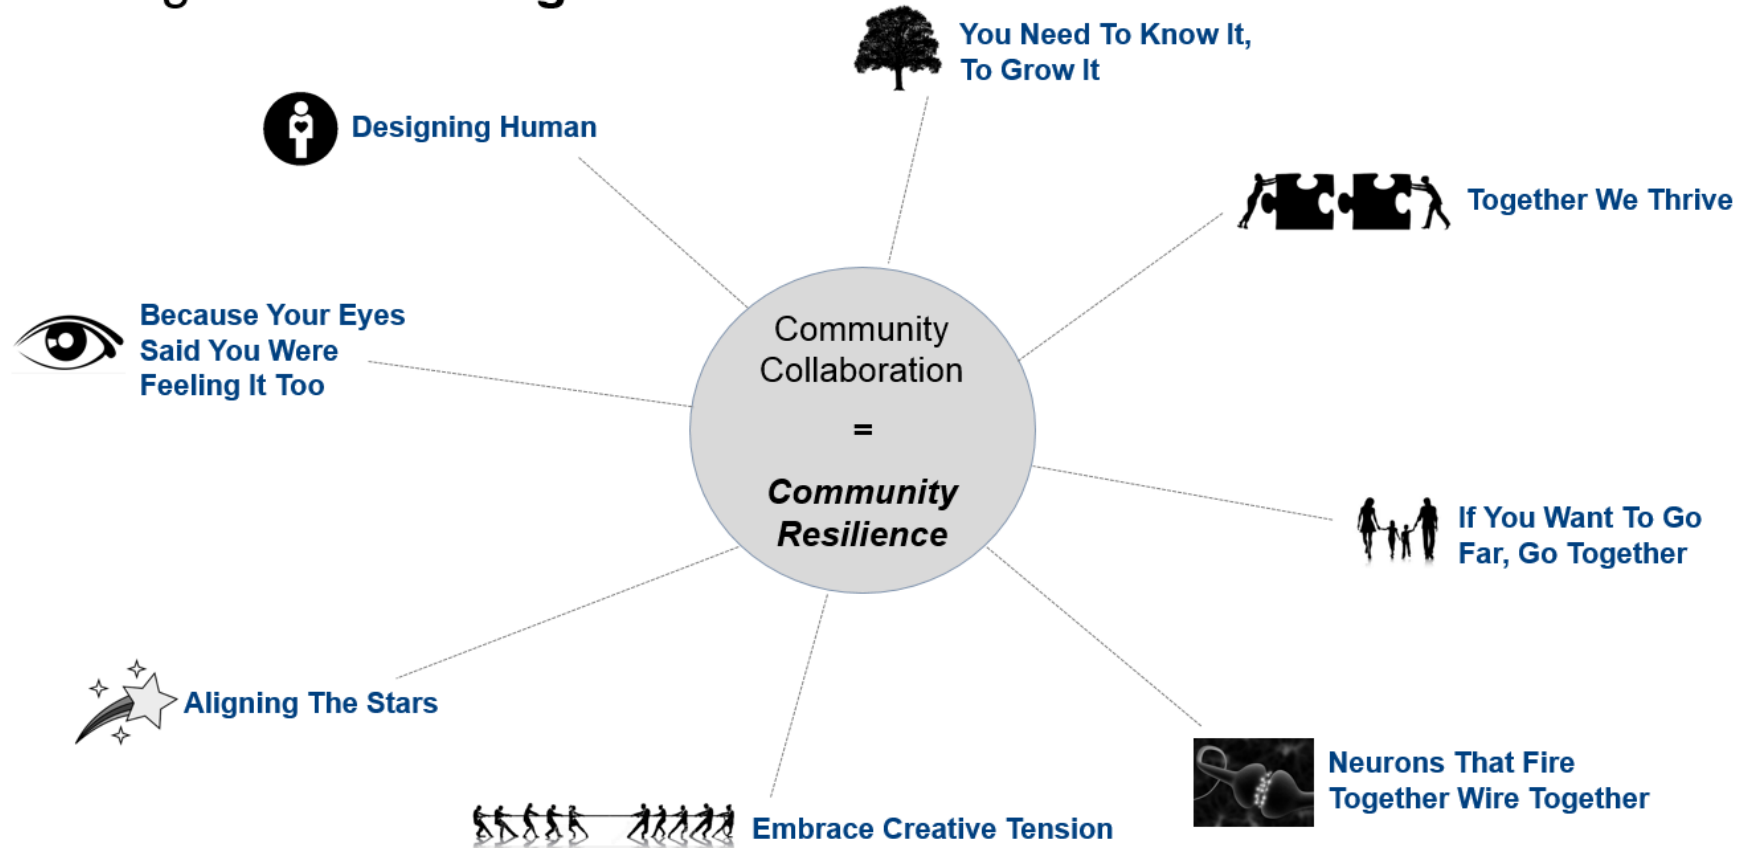 You Need To Know It,
To Grow It
Designing Human
Together We Thrive
Because Your Eyes
Said You Were
Feeling It Too
Community
Collaboration
=
Community
Resilience
If You Want To Go
Far, Go Together
Aligning The Stars
Neurons That Fire
Together Wire Together
Embrace Creative Tension